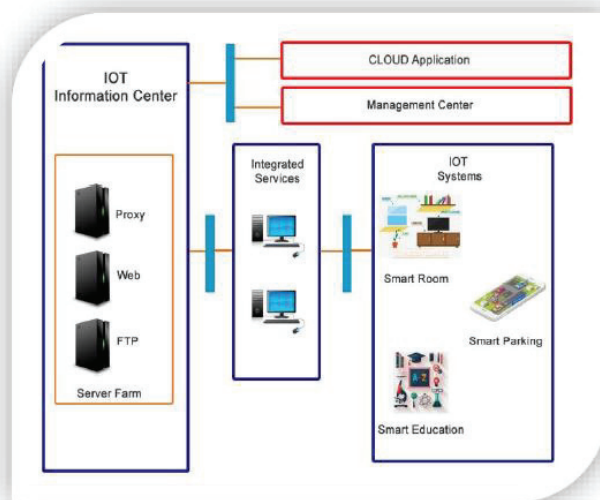 IOT
Information Center
Proxy
Web
FTP
Server Farm
CLOUD Application
Management Center
Integrated
Services
IOT
Systems
Smart Room
Smart Parking
A-Z
Smart Education